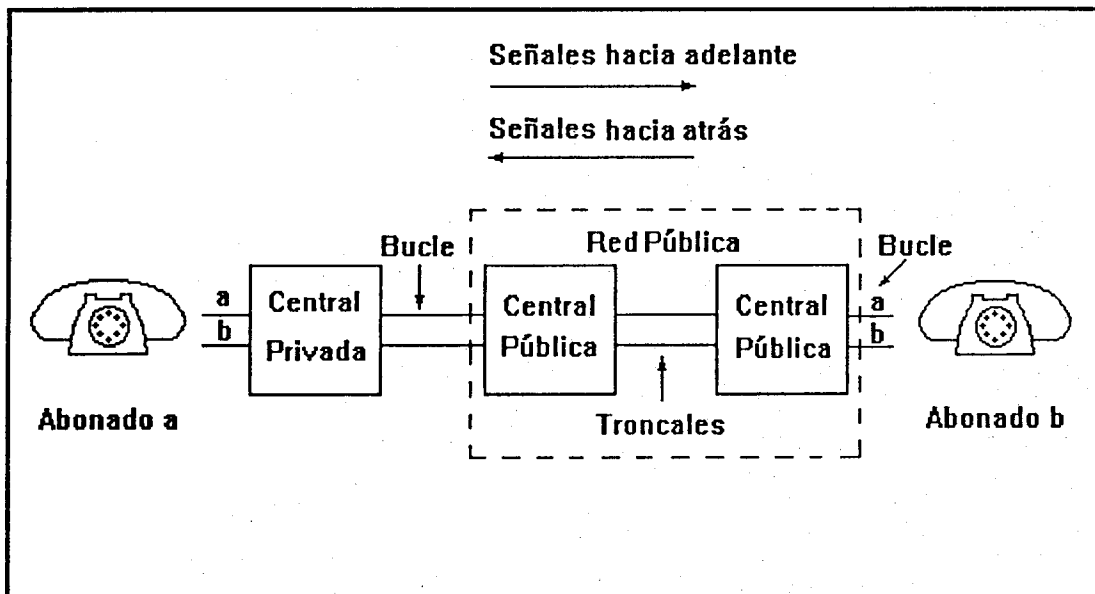 Señales hacia adelante
Señales hacia atrás
Red Pública
Bucle
Bucle
a
b
Central
Privada
Central
Pública
Central
Pública
a
b
Abonado a
Troncales
Abonado b